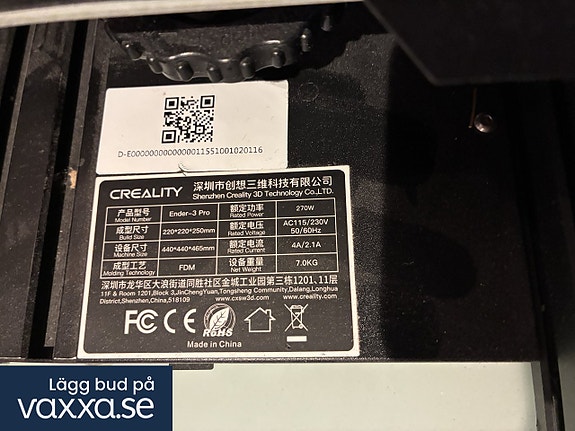 D-E00000000000000011551001020116
CREALITY 深圳市创想三维科技有限公司
Shenzhen Creality 3D Technology Co.,LTD.
产品型号 Model Number Ender-3 Pro 额定功率 Rated Power 270W
成型尺寸 Build Size 220*220*250mm 额定电压 Rated Voltage AC115/230V 50/60Hz
设备尺寸 Machine Size 440*440*465mm 额定电流 Rated Current 4A/2.1A
成型工艺 Molding Technology FDM 设备重量 Net Weight 7.0KG
深圳市龙华区大浪街道同胜社区金城工业园第三栋1201、11层
11F & Room 1201,Block 3,JinChengYuan,Tongsheng Community,Dalang,Longhua
District,Shenzhen,China,518109 www.cxsw3d.com www.creality.com
FC CE RoHS
Made in China
Lägg bud på
vaxxa.se